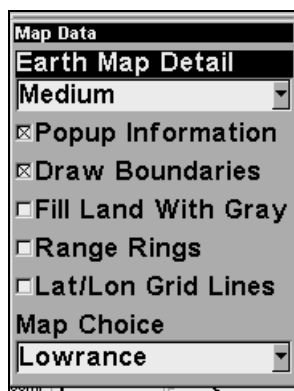 Map Data
Earth Map Detail
Medium
Popup Information
Draw Boundaries
Fill Land With Gray
Range Rings
Lat/Lon Grid Lines
Map Choice
Lowrance